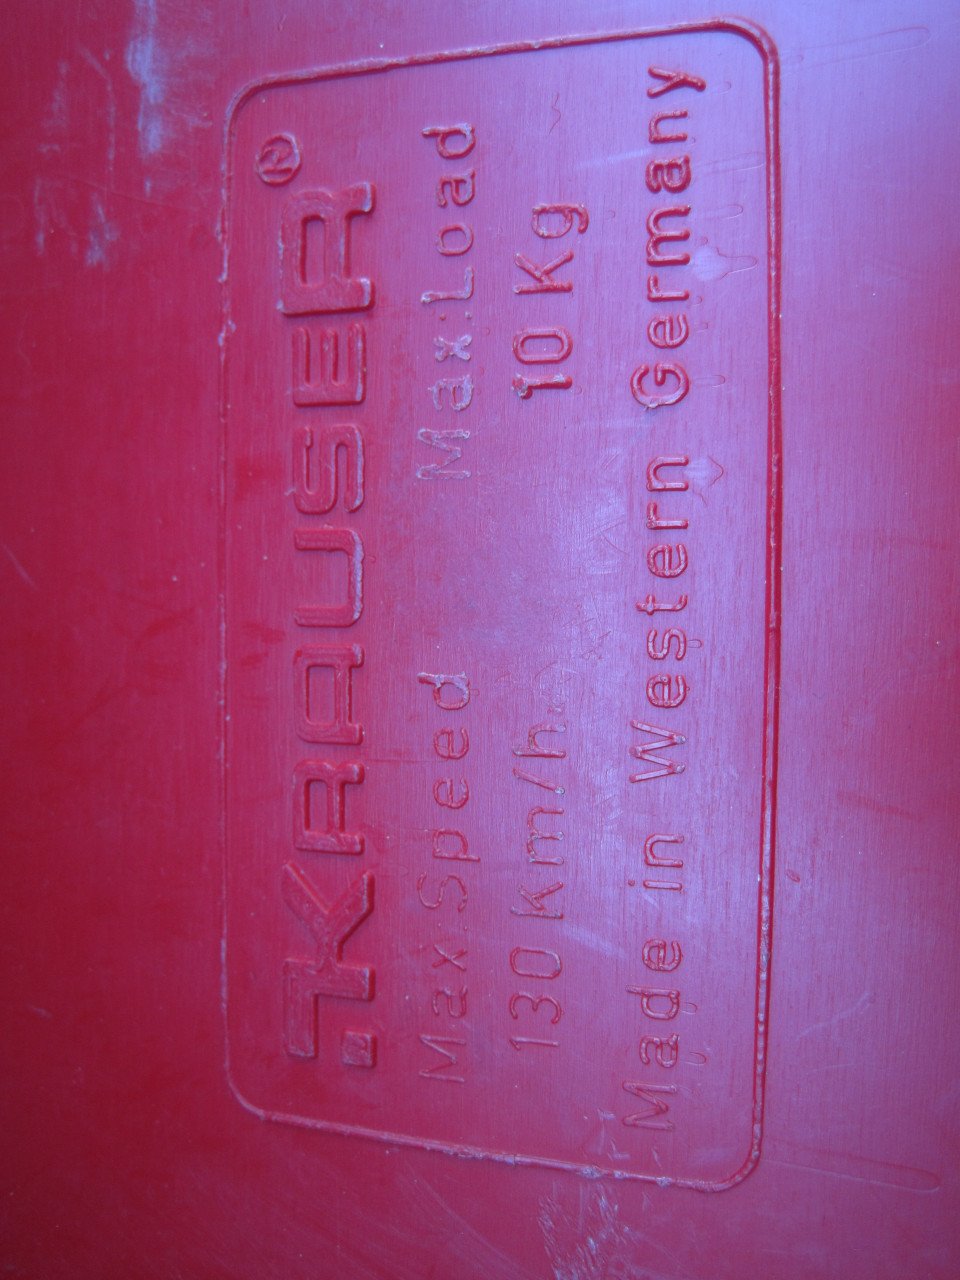 KRAUSER ®
Max Speed Max. Load
130 km/h 10 Kg
Made in Western Germany